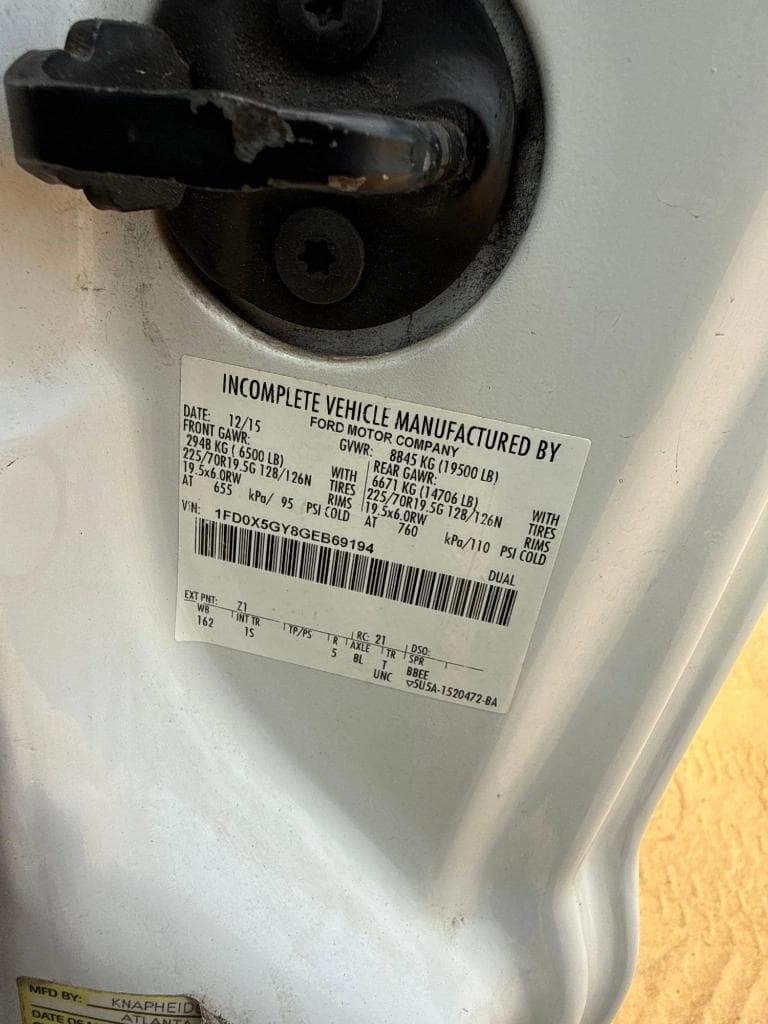 INCOMPLETE VEHICLE MANUFACTURED BY
FORD MOTOR COMPANY
DATE: 12/15 GVWR: 8845 KG (19500 LB)
FRONT GAWR: REAR GAWR:
2948 KG ( 6500 LB) WITH 6671 KG (14706 LB) WITH
225/70R19.5G 128/126N TIRES 225/70R19.5G 128/126N TIRES
19.5x6.0RW RIMS 19.5x6.0RW RIMS
AT 655 kPa/ 95 PSI COLD AT 760 kPa/110 PSI COLD
VIN: 1FD0X5GY8GEB69194 DUAL
EXT PNT: Z1 RC: 21 DSO:
WB INT TR TP/PS R AXLE TR SPR
162 1S 5 BL T BBEE
UNC ▽5U5A-1520472-BA
MFD BY: KNAPHEID
ATLANTA